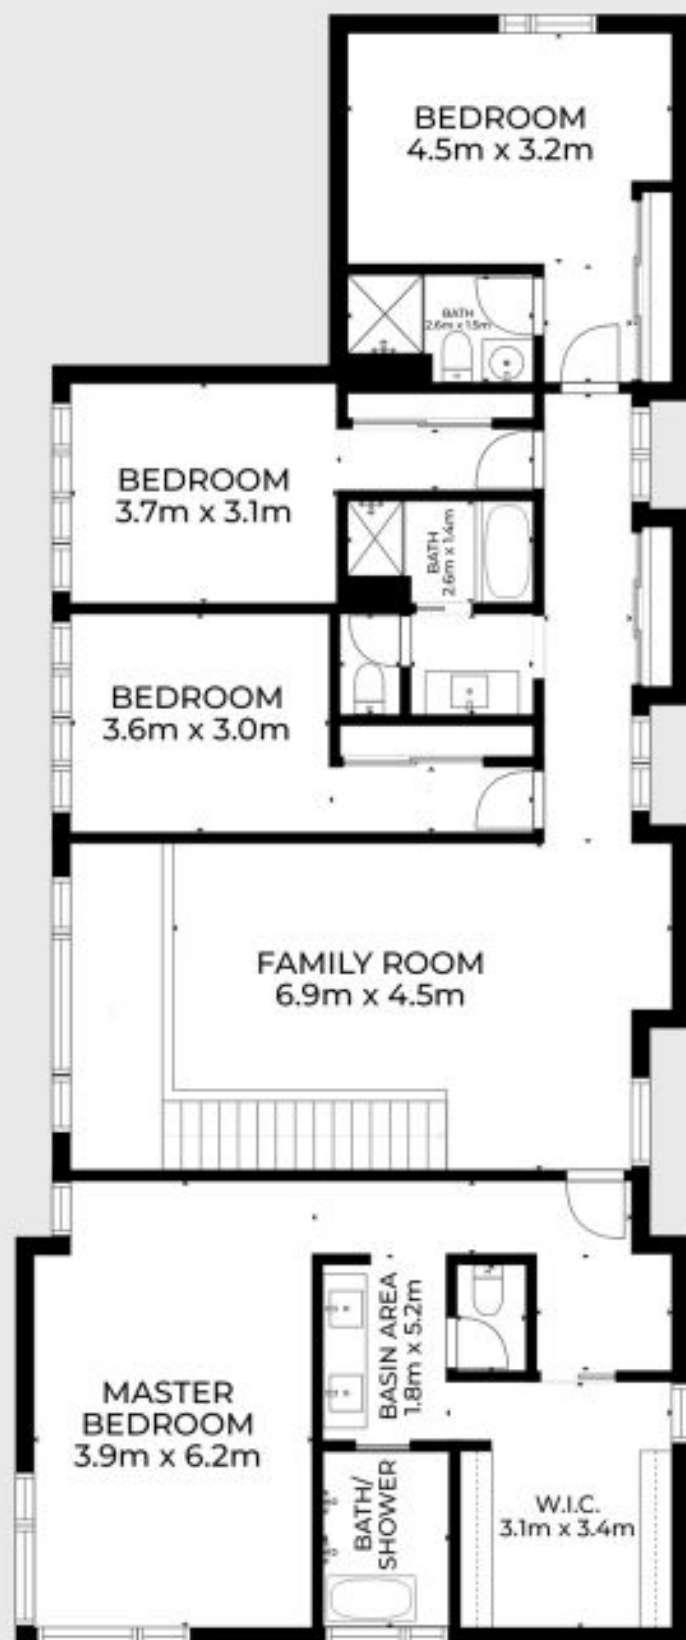 BEDROOM
4.5m x 3.2m
BATH
2.6m x 1.5m
BEDROOM
3.7m x 3.1m
BATH
2.6m x 1.4m
BEDROOM
3.6m x 3.0m
FAMILY ROOM
6.9m x 4.5m
BASIN AREA
1.8m x 5.2m
MASTER
BEDROOM
3.9m x 6.2m
BATH/
SHOWER
W.I.C.
3.1m x 3.4m